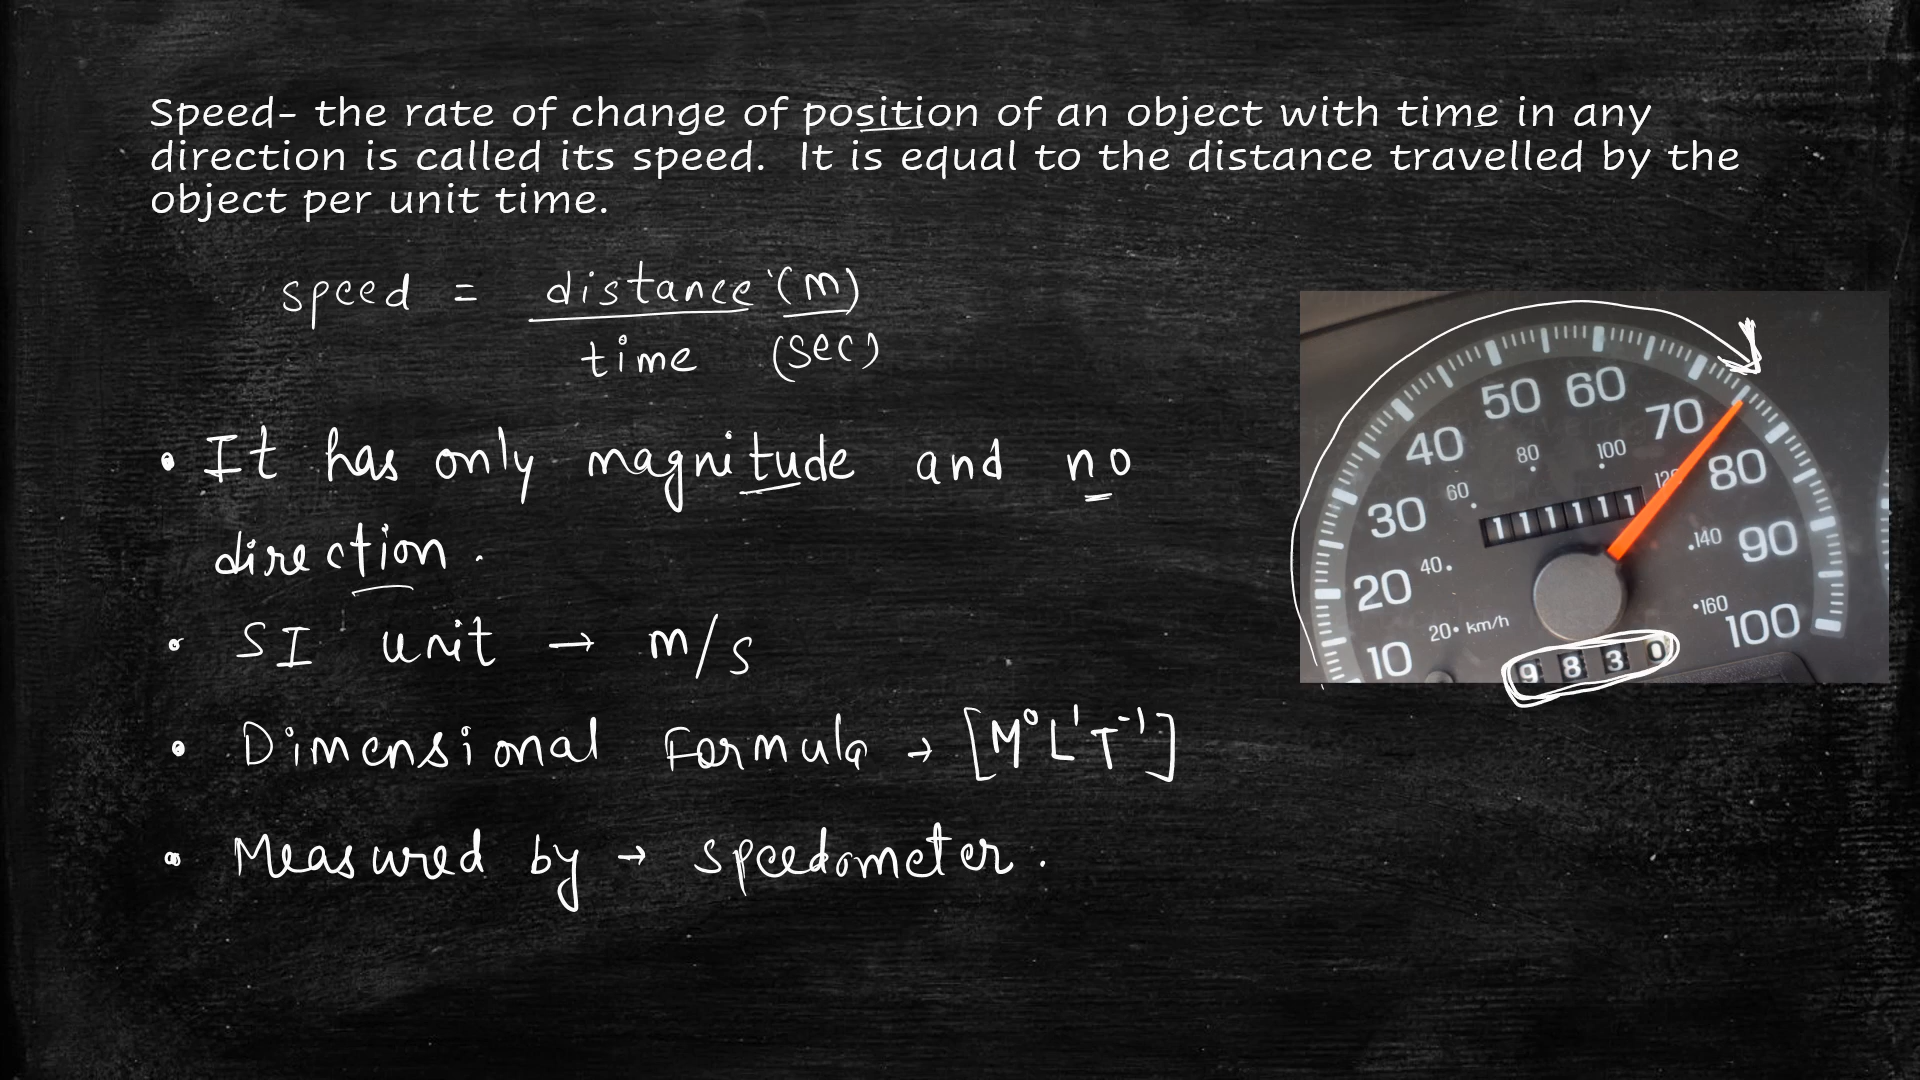 Speed- the rate of change of position of an object with time in any
direction is called its speed. It is equal to the distance travelled by the
object per unit time.
speed = distance (m)
time (sec)
• It has only magnitude and no
direction.
• SI unit → m/s
• Dimensional Formula → [M⁰L¹T⁻¹]
• Measured by → speedometer.
50 60
40 70
80 100
30 60 120 80
111111
20 40 140 90
20 km/h 160 100
10
9830